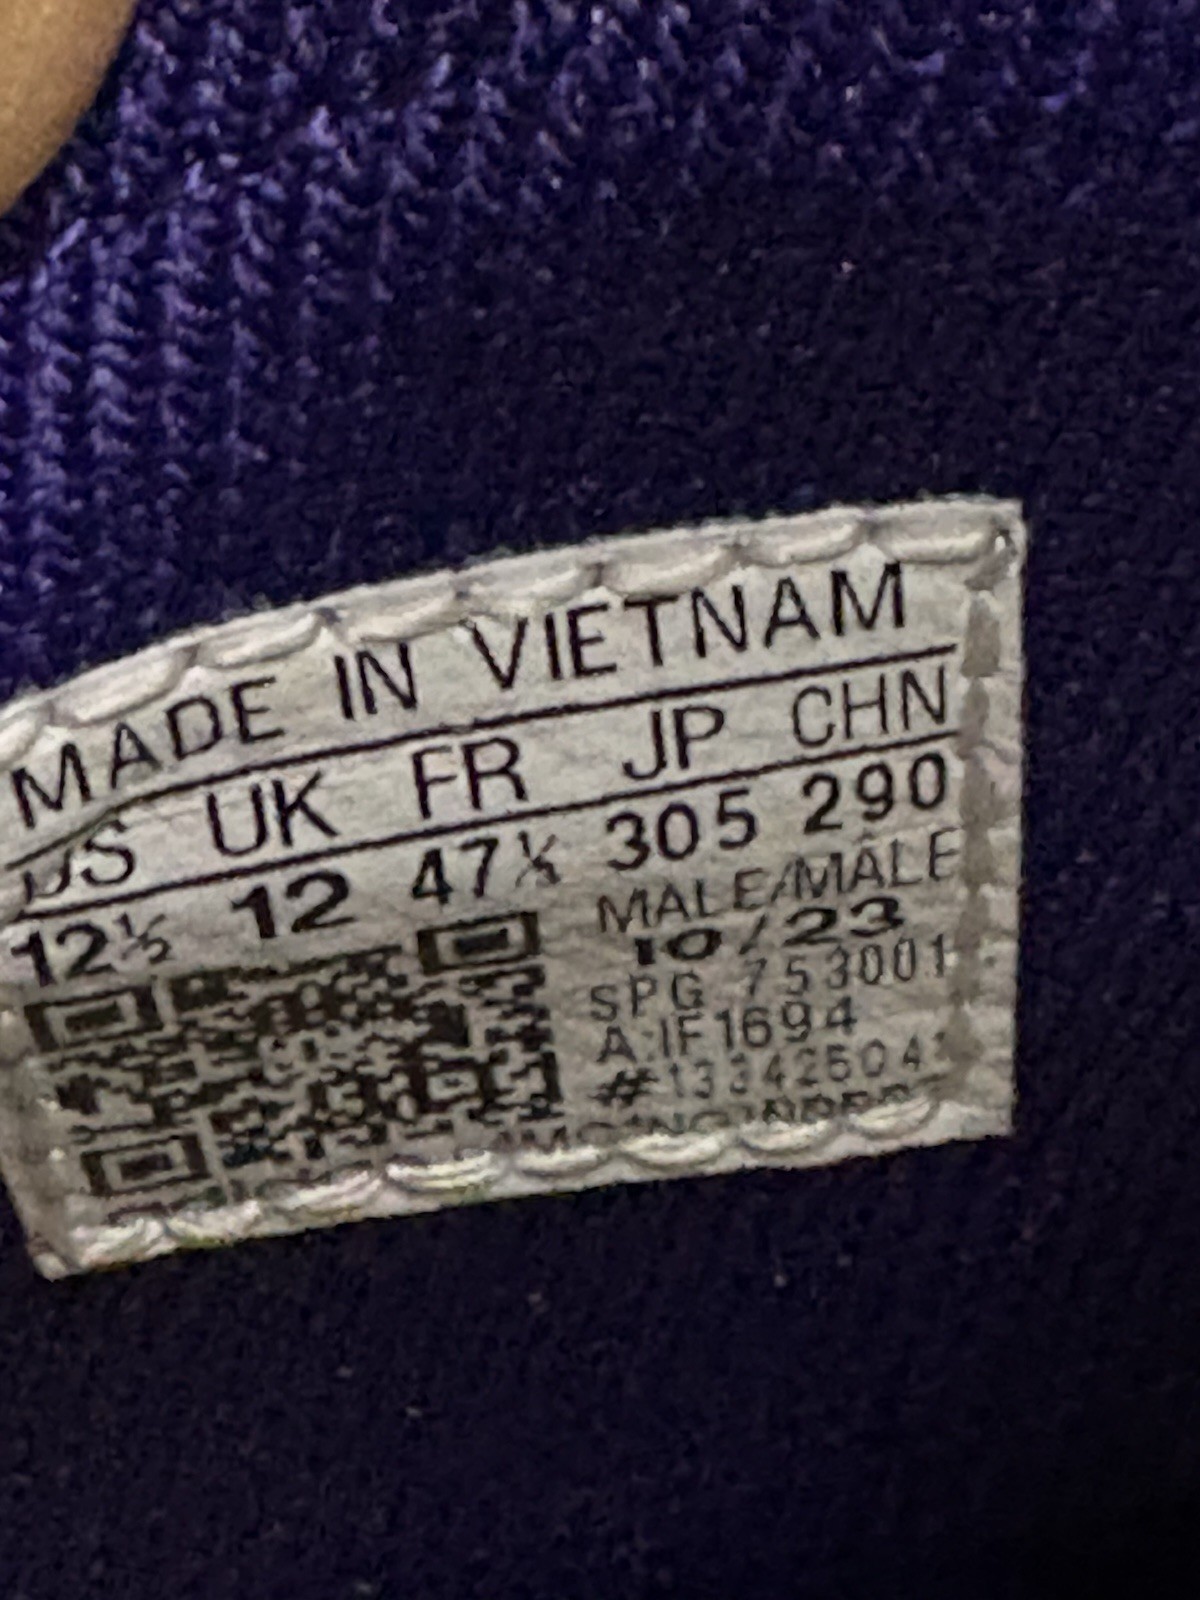 MADE IN VIETNAM
US UK FR JP CHN
12½ 12 47⅓ 305 290
MALE/MÂLE
10/23
SPG 753001
A:IF1694